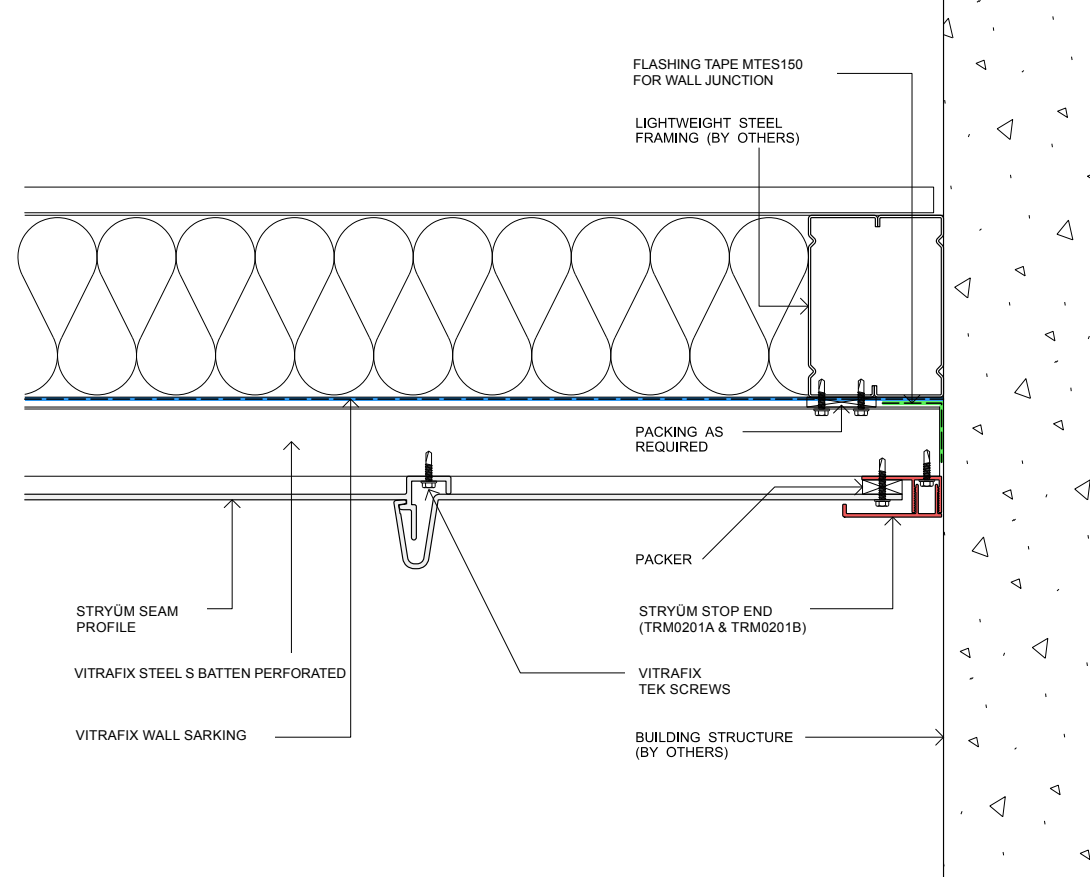 FLASHING TAPE MTES150
FOR WALL JUNCTION
LIGHTWEIGHT STEEL
FRAMING (BY OTHERS)
PACKING AS
REQUIRED
PACKER
STRYÜM SEAM
PROFILE
STRYÜM STOP END
(TRM0201A & TRM0201B)
VITRAFIX STEEL S BATTEN PERFORATED
VITRAFIX
TEK SCREWS
VITRAFIX WALL SARKING
BUILDING STRUCTURE
(BY OTHERS)